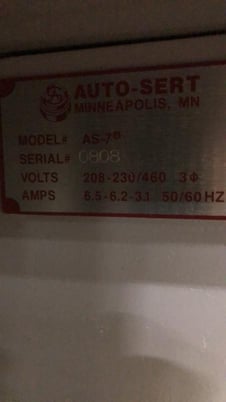 AUTO-SERT
MINNEAPOLIS, MN
MODEL# AS-7®
SERIAL# 0808
VOLTS 208-230/460 3Φ
AMPS 6.5-6.2-3.1 50/60 HZ